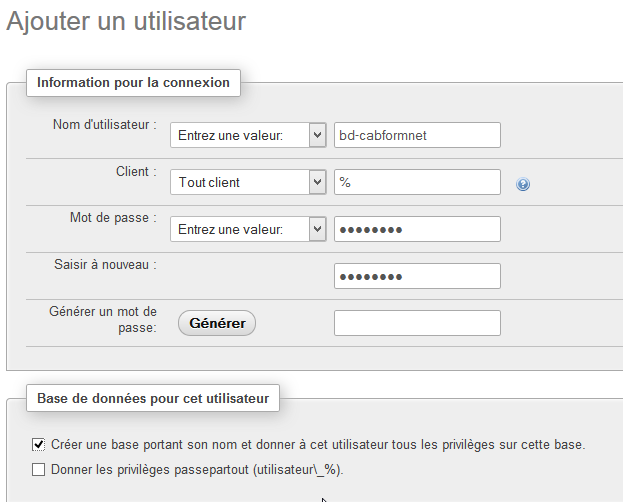 Ajouter un utilisateur
Information pour la connexion
Nom d'utilisateur : Entrez une valeur: bd-cabformnet
Client : Tout client %
Mot de passe : Entrez une valeur: ●●●●●●●●
Saisir à nouveau : ●●●●●●●●
Générer un mot de
passe: Générer
Base de données pour cet utilisateur
Créer une base portant son nom et donner à cet utilisateur tous les privilèges sur cette base.
Donner les privilèges passepartout (utilisateur\_%).